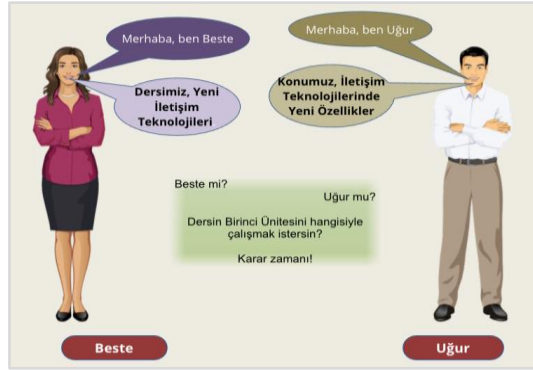 Merhaba, ben Beste
Dersimiz, Yeni
İletişim
Teknolojileri
Merhaba, ben Uğur
Konumuz, İletişim
Teknolojilerinde
Yeni Özellikler
Beste mi?
Uğur mu?
Dersin Birinci Ünitesini hangisiyle
çalışmak istersin?
Karar zamanı!
Beste
Uğur